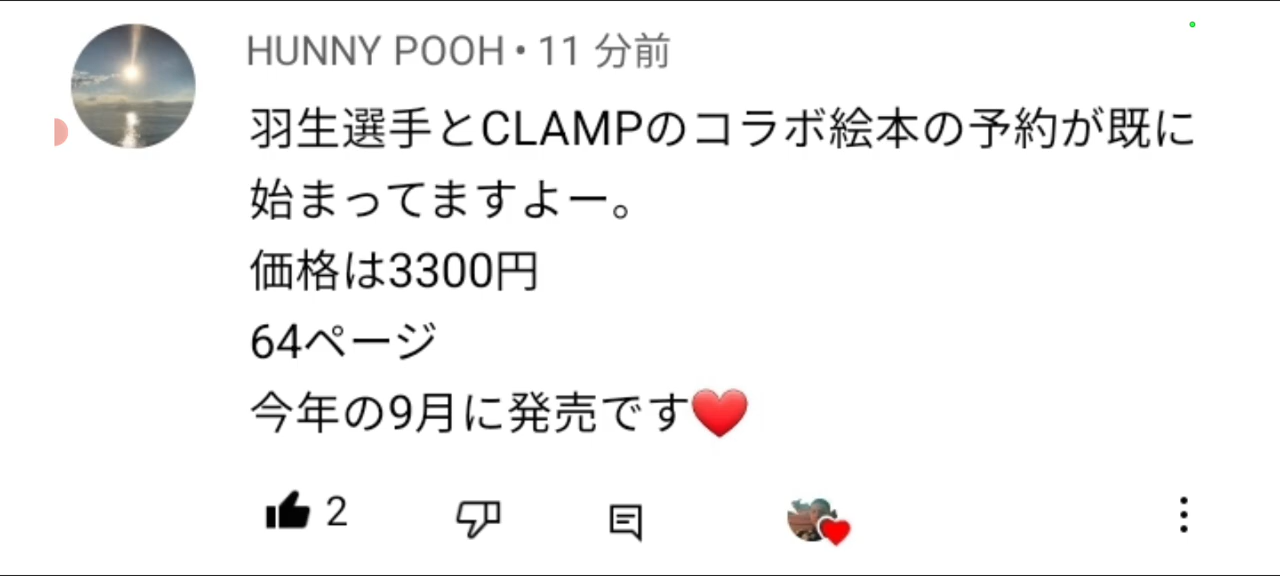 HUNNY POOH • 11 分前
羽生選手とCLAMPのコラボ絵本の予約が既に
始まってますよー。
価格は3300円
64ページ
今年の9月に発売です❤️
2